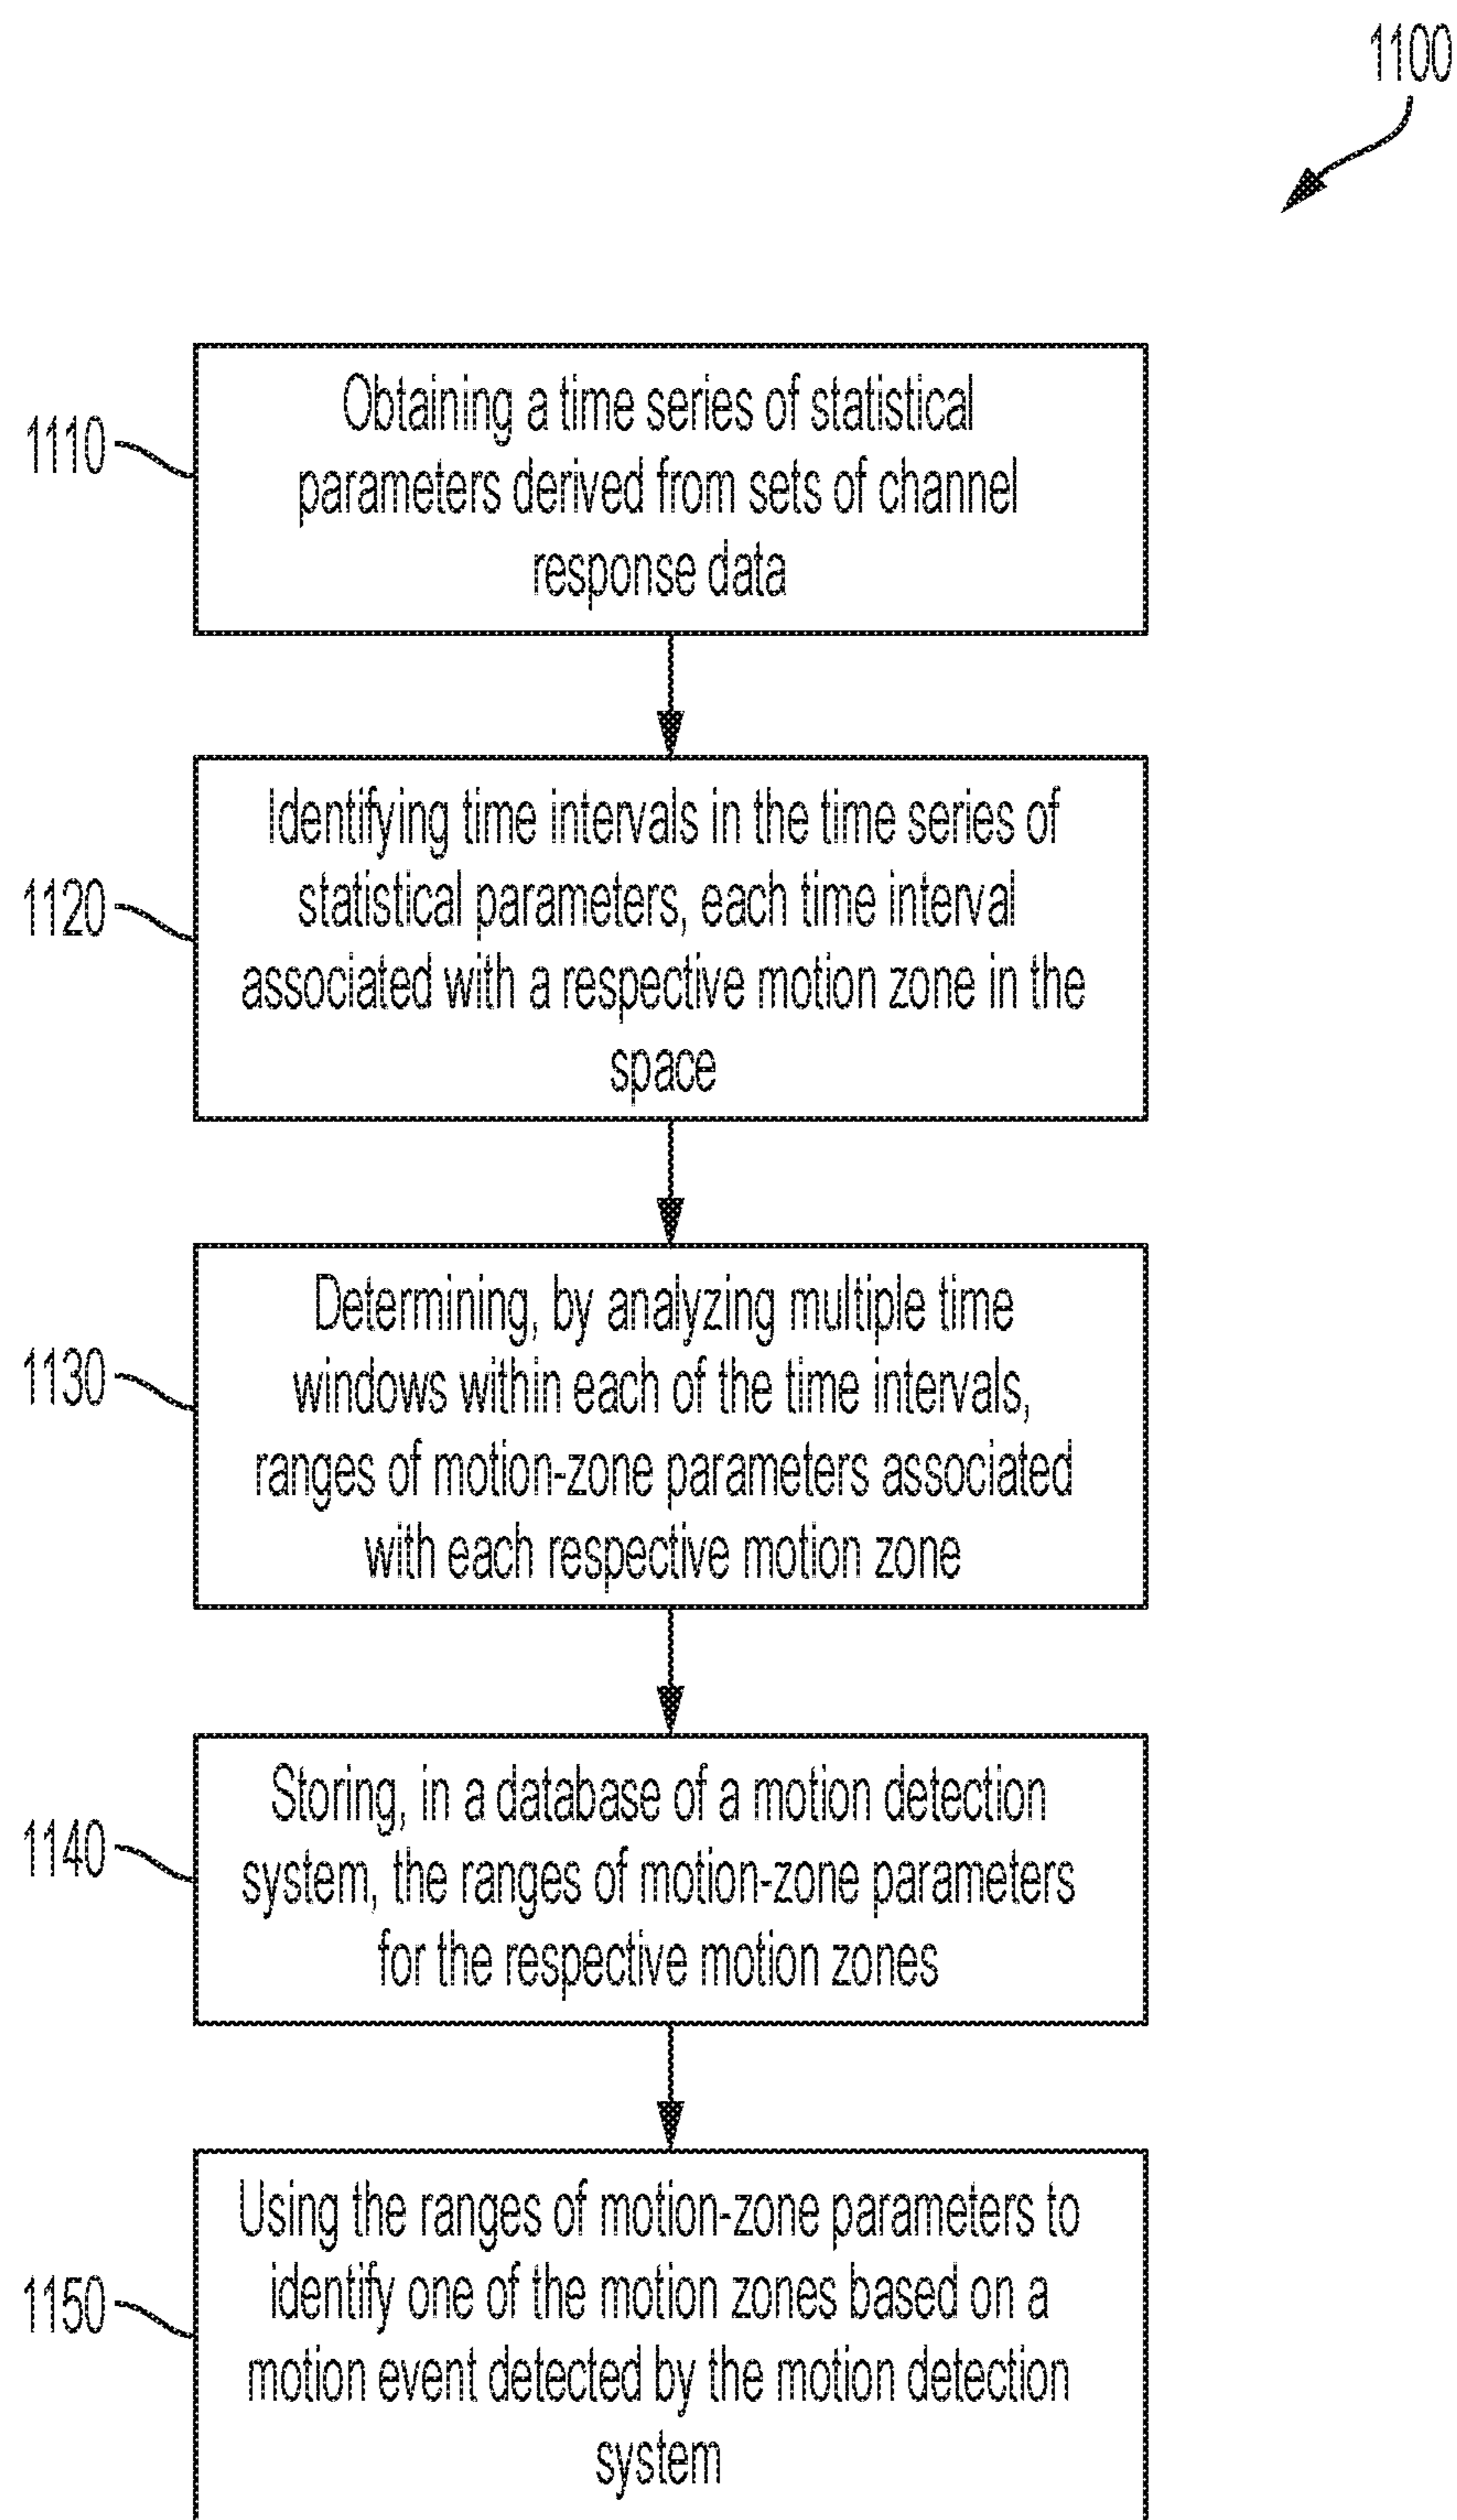 1100
1110
Obtaining a time series of statistical
parameters derived from sets of channel
response data
1120
Identifying time intervals in the time series of
statistical parameters, each time interval
associated with a respective motion zone in the
space
1130
Determining, by analyzing multiple time
windows within each of the time intervals,
ranges of motion-zone parameters associated
with each respective motion zone
1140
Storing, in a database of a motion detection
system, the ranges of motion-zone parameters
for the respective motion zones
1150
Using the ranges of motion-zone parameters to
identify one of the motion zones based on a
motion event detected by the motion detection
system